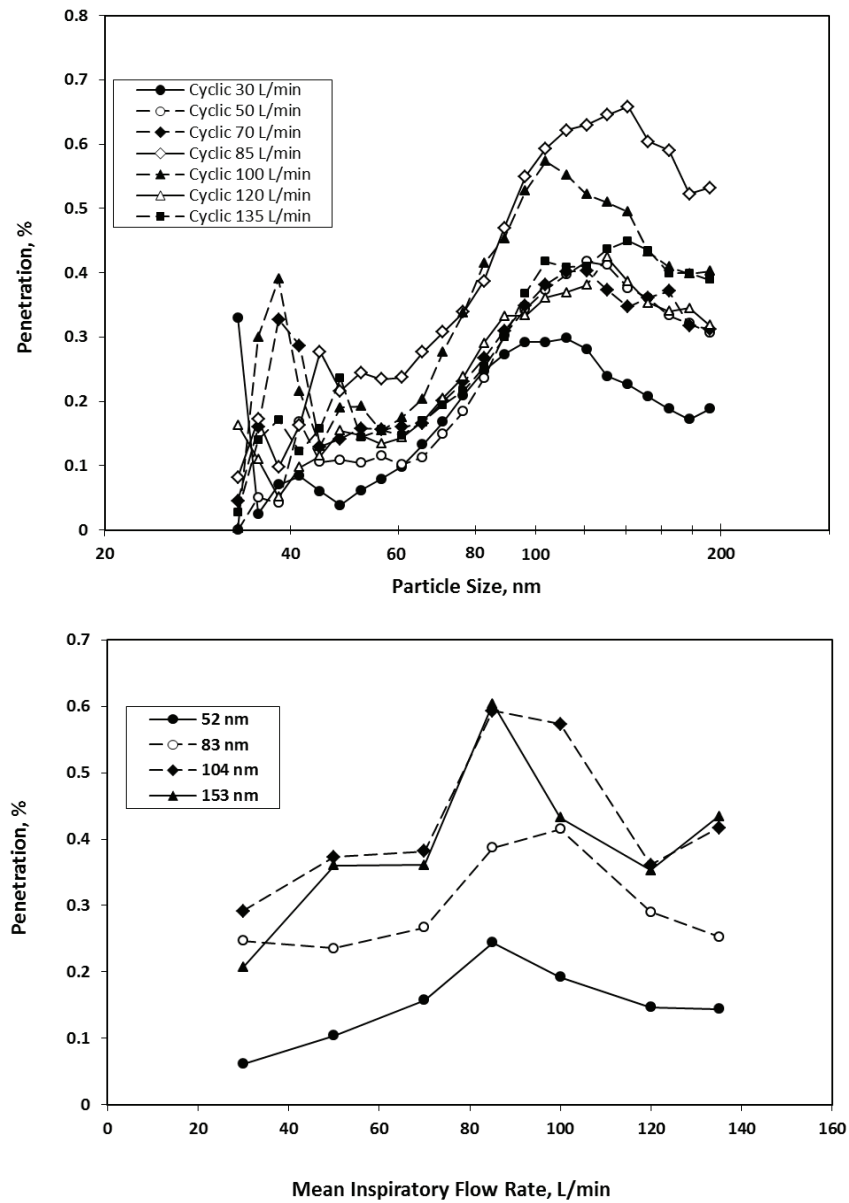 0.8
0.7
0.6
0.5
0.4
0.3
0.2
0.1
0
Penetration, %
Cyclic 30 L/min
Cyclic 50 L/min
Cyclic 70 L/min
Cyclic 85 L/min
Cyclic 100 L/min
Cyclic 120 L/min
Cyclic 135 L/min
20 40 60 80 100 200
Particle Size, nm
0.7
0.6
0.5
0.4
0.3
0.2
0.1
0
Penetration, %
52 nm
83 nm
104 nm
153 nm
0 20 40 60 80 100 120 140 160
Mean Inspiratory Flow Rate, L/min